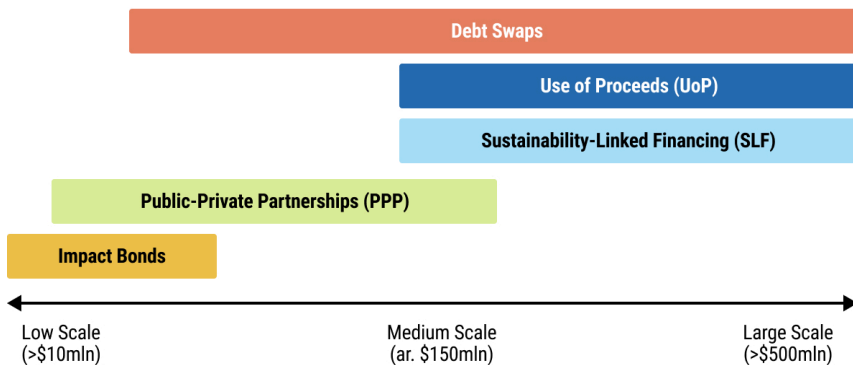 Debt Swaps
Use of Proceeds (UoP)
Sustainability-Linked Financing (SLF)
Public-Private Partnerships (PPP)
Impact Bonds
Low Scale
(>$10mln)
Medium Scale
(ar. $150mln)
Large Scale
(>$500mln)